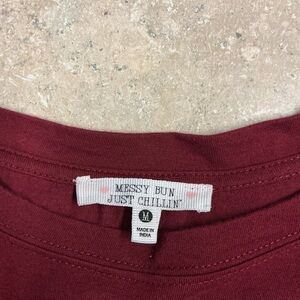 MESSY BUN
JUST CHILLIN'
M
MADE IN
INDIA